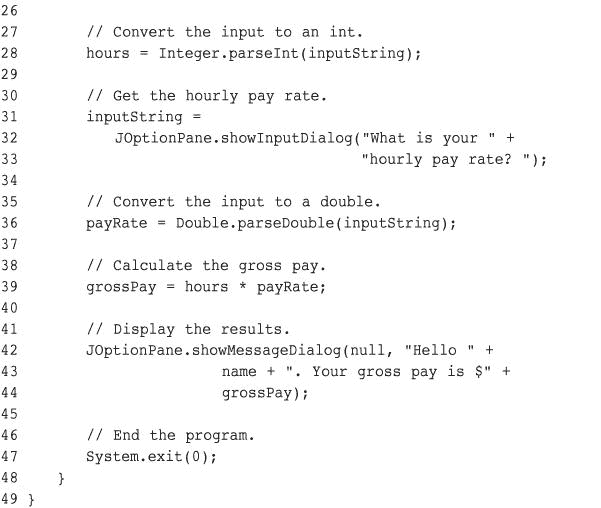 26
27 // Convert the input to an int.
28 hours = Integer.parseInt(inputString);
29
30 // Get the hourly pay rate.
31 inputString =
32 JOptionPane.showInputDialog("What is your " +
33 "hourly pay rate? ");
34
35 // Convert the input to a double.
36 payRate = Double.parseDouble(inputString);
37
38 // Calculate the gross pay.
39 grossPay = hours * payRate;
40
41 // Display the results.
42 JOptionPane.showMessageDialog(null, "Hello " +
43 name + ". Your gross pay is $" +
44 grossPay);
45
46 // End the program.
47 System.exit(0);
48 }
49 }